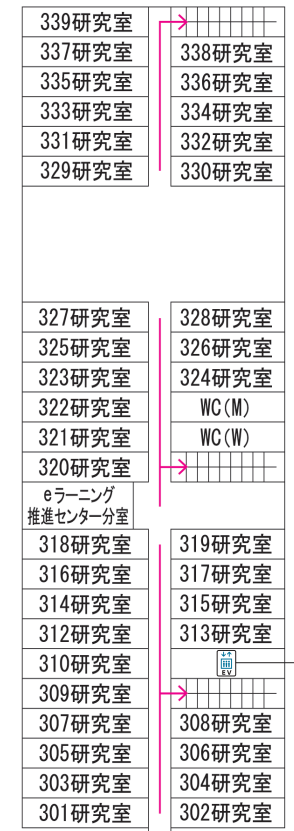 339研究室
337研究室 338研究室
335研究室 336研究室
333研究室 334研究室
331研究室 332研究室
329研究室 330研究室
327研究室 328研究室
325研究室 326研究室
323研究室 324研究室
322研究室 WC(M)
321研究室 WC(W)
320研究室
eラーニング
推進センター分室
318研究室 319研究室
316研究室 317研究室
314研究室 315研究室
312研究室 313研究室
310研究室 EV
309研究室
307研究室 308研究室
305研究室 306研究室
303研究室 304研究室
301研究室 302研究室